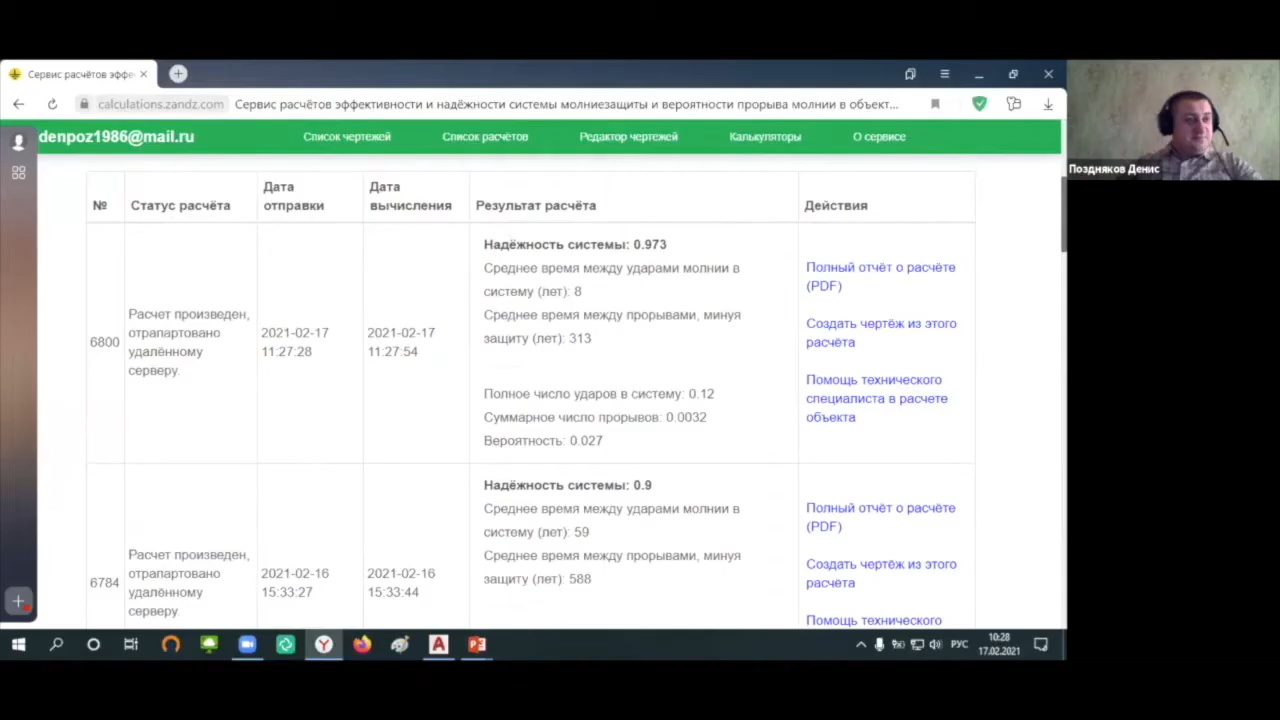 Сервис расчётов эффе
calculations.zandz.com
Сервис расчётов эффективности и надёжности системы молниезащиты и вероятности прорыва молнии в объект...
denpoz1986@mail.ru
Список чертежей
Список расчётов
Редактор чертежей
Калькуляторы
О сервисе
Поздняков Денис
№
Статус расчёта
Дата
отправки
Дата
вычисления
Результат расчёта
Действия
6800
Расчет произведен,
отрапартовано
удалённому
серверу.
2021-02-17
11:27:28
2021-02-17
11:27:54
Надёжность системы: 0.973
Среднее время между ударами молнии в
систему (лет): 8
Среднее время между прорывами, минуя
защиту (лет): 313
Полное число ударов в систему: 0.12
Суммарное число прорывов: 0.0032
Вероятность: 0.027
Полный отчёт о расчёте
(PDF)
Создать чертёж из этого
расчёта
Помощь технического
специалиста в расчете
объекта
6784
Расчет произведен,
отрапартовано
удалённому
серверу.
2021-02-16
15:33:27
2021-02-16
15:33:44
Надёжность системы: 0.9
Среднее время между ударами молнии в
систему (лет): 59
Среднее время между прорывами, минуя
защиту (лет): 588
Полный отчёт о расчёте
(PDF)
Создать чертёж из этого
расчёта
Помощь технического
РУС
10:28
17.02.2021